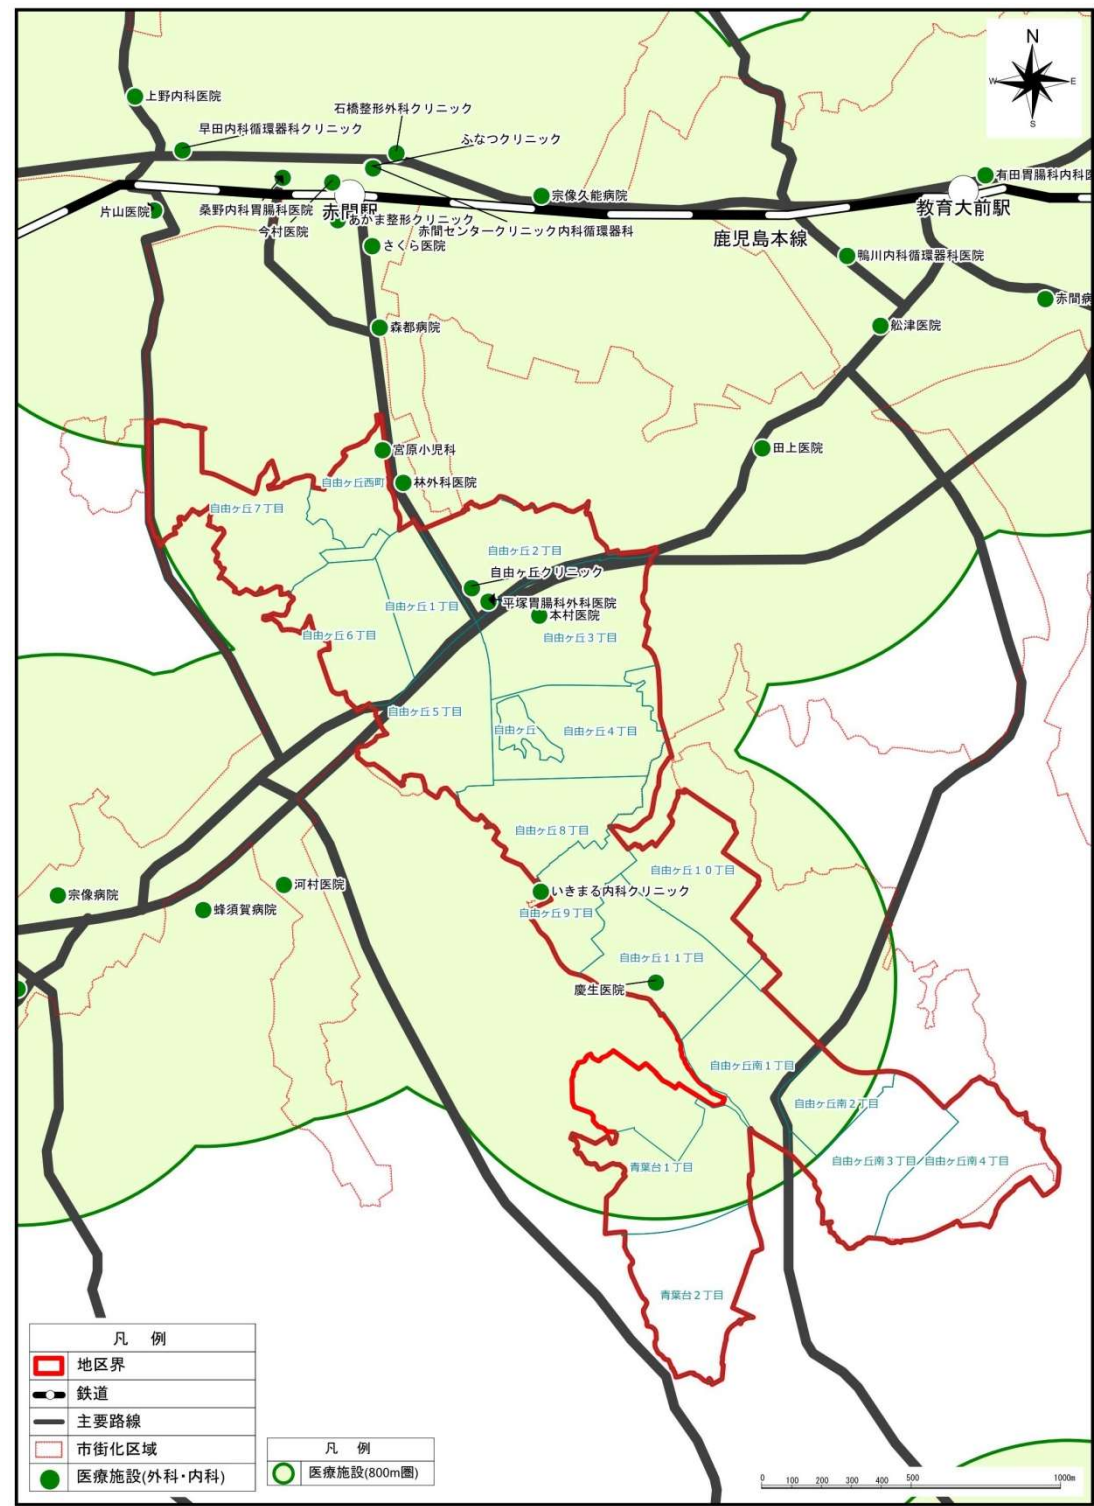 N
W
E
S
上野内科医院
石橋整形外科クリニック
早田内科循環器科クリニック
ふなつクリニック
有田胃腸科内科医
宗像久能病院
片山医院
桑野内科胃腸科医院
赤間駅
教育大前駅
あかま整形クリニック
今村医院
赤間センタークリニック内科循環器科
鹿児島本線
さくら医院
鴨川内科循環器科医院
赤間病
森都病院
舩津医院
宮原小児科
田上医院
自由ヶ丘西町
林外科医院
自由ヶ丘7丁目
自由ヶ丘2丁目
自由ヶ丘クリニック
自由ヶ丘1丁目
平塚胃腸科外科医院
本村医院
自由ヶ丘6丁目
自由ヶ丘3丁目
自由ヶ丘5丁目
自由ヶ丘
自由ヶ丘4丁目
自由ヶ丘8丁目
自由ヶ丘10丁目
河村医院
宗像病院
いきまる内科クリニック
蜂須賀病院
自由ヶ丘9丁目
自由ヶ丘11丁目
慶生医院
自由ヶ丘南1丁目
自由ヶ丘南2丁目
青葉台1丁目
自由ヶ丘南3丁目
自由ヶ丘南4丁目
青葉台2丁目
凡 例
地区界
鉄道
主要路線
市街化区域
医療施設(外科・内科)
凡 例
医療施設(800m圏)
0 100 200 300 400 500 1000m